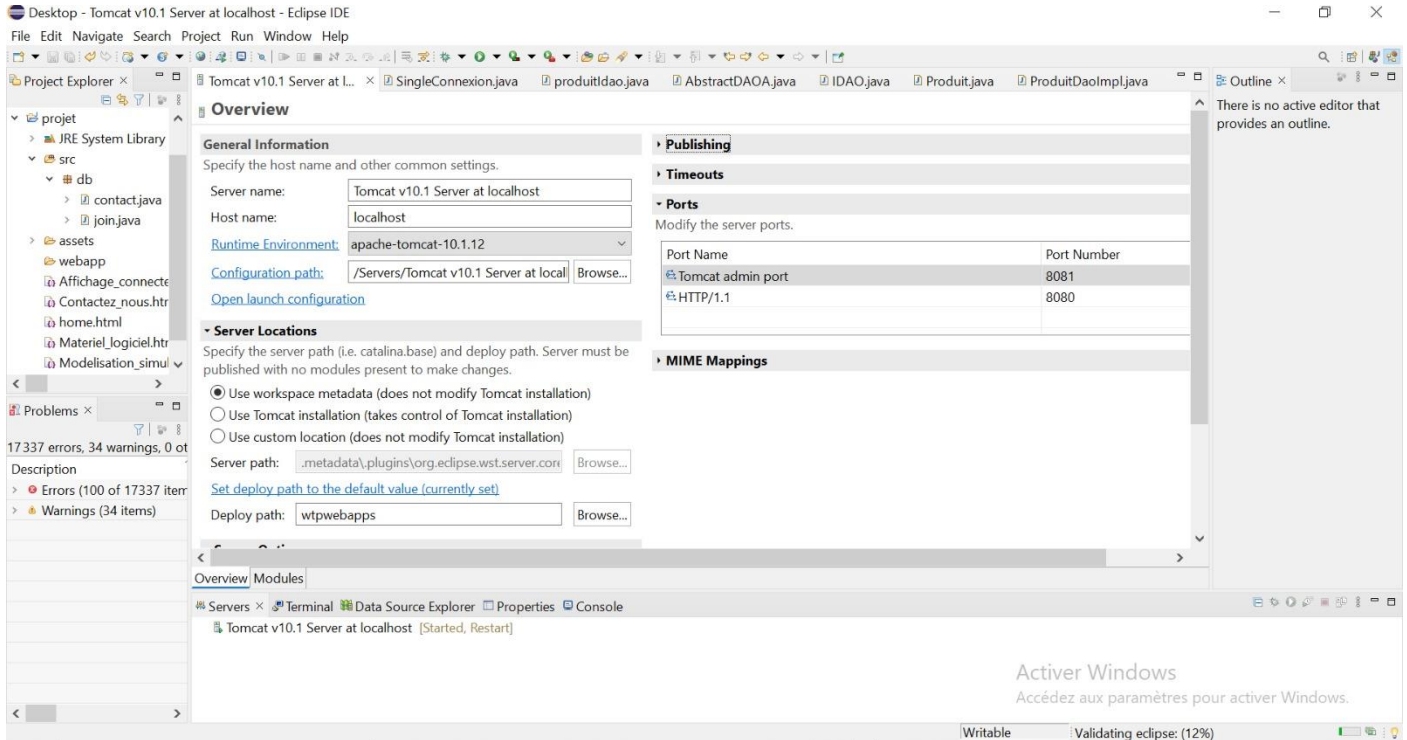 Desktop - Tomcat v10.1 Server at localhost - Eclipse IDE
File Edit Navigate Search Project Run Window Help
Project Explorer
Tomcat v10.1 Server at l... SingleConnexion.java produitIdao.java AbstractDAOA.java IDAO.java Produit.java ProduitDaoImpl.java
Outline
There is no active editor that
provides an outline.
projet
JRE System Library
src
db
contact.java
join.java
assets
webapp
Affichage_connecte
Contactez_nous.htr
home.html
Materiel_logiciel.htr
Modelisation_simul
Problems
17 337 errors, 34 warnings, 0 ot
Description
Errors (100 of 17337 item
Warnings (34 items)
Overview
General Information
Specify the host name and other common settings.
Server name: Tomcat v10.1 Server at localhost
Host name: localhost
Runtime Environment: apache-tomcat-10.1.12
Configuration path: /Servers/Tomcat v10.1 Server at local Browse...
Open launch configuration
Server Locations
Specify the server path (i.e. catalina.base) and deploy path. Server must be
published with no modules present to make changes.
Use workspace metadata (does not modify Tomcat installation)
Use Tomcat installation (takes control of Tomcat installation)
Use custom location (does not modify Tomcat installation)
Server path: .metadata\.plugins\org.eclipse.wst.server.core Browse...
Set deploy path to the default value (currently set)
Deploy path: wtpwebapps Browse...
Publishing
Timeouts
Ports
Modify the server ports.
Port Name Port Number
Tomcat admin port 8081
HTTP/1.1 8080
MIME Mappings
Overview Modules
Servers Terminal Data Source Explorer Properties Console
Tomcat v10.1 Server at localhost [Started, Restart]
Activer Windows
Accédez aux paramètres pour activer Windows.
Writable Validating eclipse: (12%)